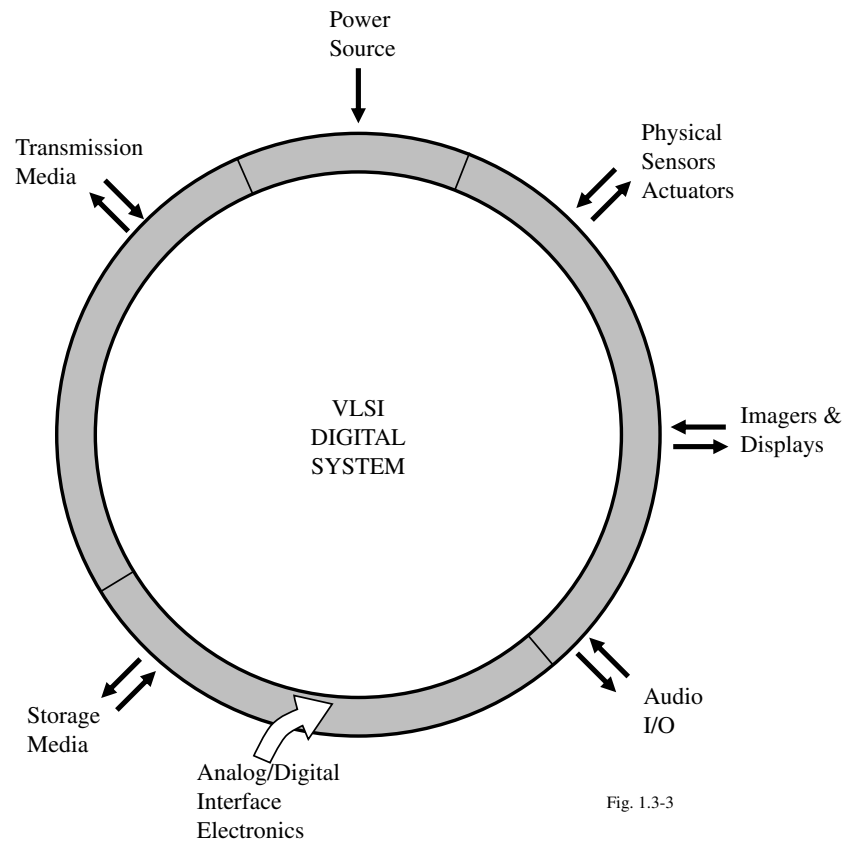 Power
Source
Transmission
Media
Physical
Sensors
Actuators
VLSI
DIGITAL
SYSTEM
Imagers &
Displays
Storage
Media
Audio
I/O
Analog/Digital
Interface
Electronics
Fig. 1.3-3